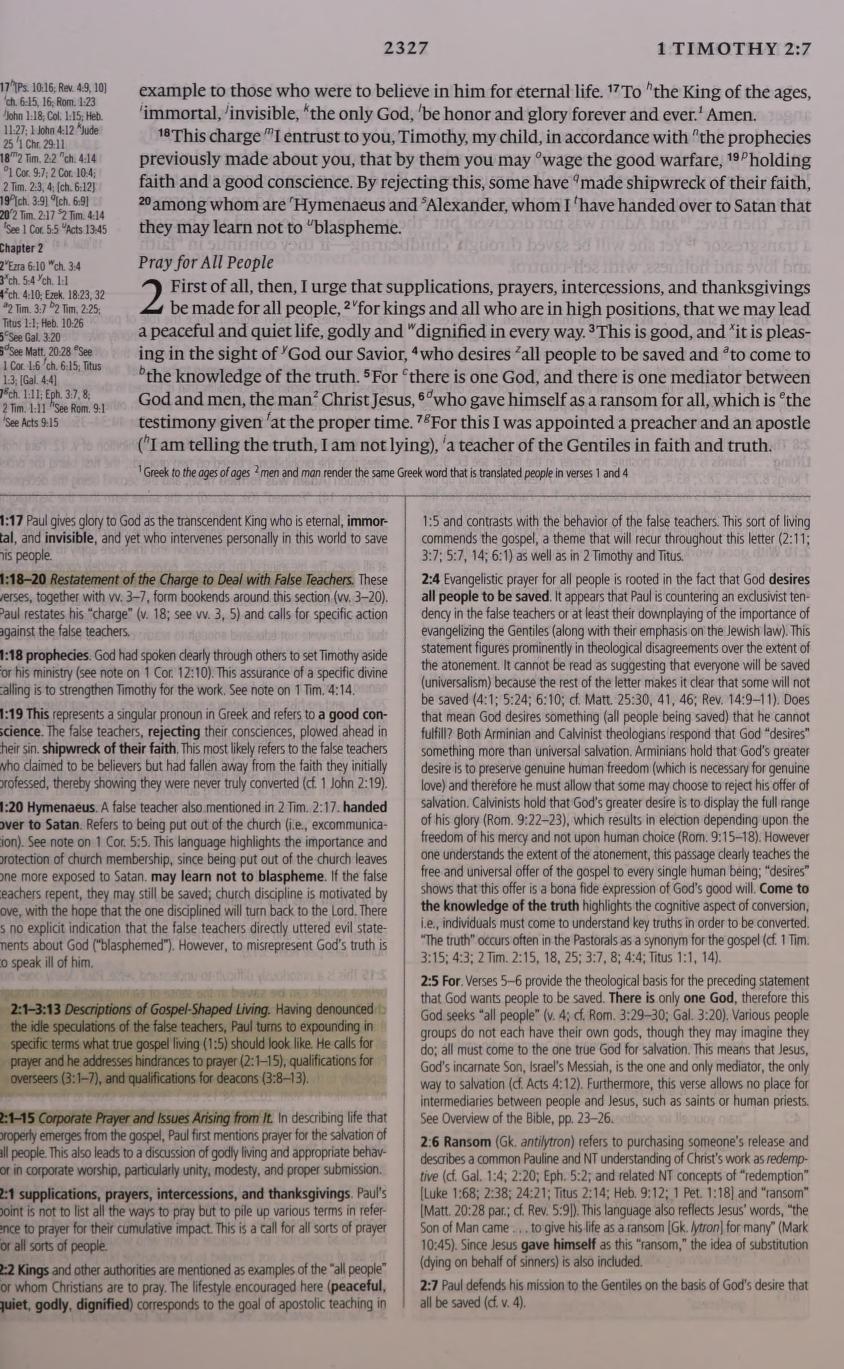 2327
1 TIMOTHY 2:7
17 h[Ps. 10:16; Rev. 4:9, 10]
i ch. 6:15, 16; Rom. 1:23
j John 1:18; Col. 1:15; Heb.
11:27; 1 John 4:12 k Jude
25 l 1 Chr. 29:11
18 m 2 Tim. 2:2 n ch. 4:14
o 1 Cor. 9:7; 2 Cor. 10:4;
2 Tim. 2:3, 4; [ch. 6:12]
19 p [ch. 3:9] q [ch. 6:9]
20 r 2 Tim. 2:17 s 2 Tim. 4:14
t See 1 Cor. 5:5 u Acts 13:45
Chapter 2
2 v Ezra 6:10 w ch. 3:4
3 x ch. 5:4 y ch. 1:1
4 z ch. 4:10; Ezek. 18:23, 32
a 2 Tim. 3:7 b 2 Tim. 2:25;
Titus 1:1; Heb. 10:26
5 c See Gal. 3:20
6 d See Matt. 20:28 e See
1 Cor. 1:6 f ch. 6:15; Titus
1:3; [Gal. 4:4]
7 g ch. 1:11; Eph. 3:7, 8;
2 Tim. 1:11 h See Rom. 9:1
i See Acts 9:15
example to those who were to believe in him for eternal life. 17 To h the King of the ages,
i immortal, j invisible, k the only God, l be honor and glory forever and ever.1 Amen.
18 This charge m I entrust to you, Timothy, my child, in accordance with n the prophecies
previously made about you, that by them you may o wage the good warfare, 19 p holding
faith and a good conscience. By rejecting this, some have q made shipwreck of their faith,
20 among whom are r Hymenaeus and s Alexander, whom I t have handed over to Satan that
they may learn not to u blaspheme.
Pray for All People
2 First of all, then, I urge that supplications, prayers, intercessions, and thanksgivings
be made for all people, 2 v for kings and all who are in high positions, that we may lead
a peaceful and quiet life, godly and w dignified in every way. 3 This is good, and x it is pleas-
ing in the sight of y God our Savior, 4 who desires z all people to be saved and a to come to
b the knowledge of the truth. 5 For c there is one God, and there is one mediator between
God and men, the man2 Christ Jesus, 6 d who gave himself as a ransom for all, which is e the
testimony given f at the proper time. 7 g For this I was appointed a preacher and an apostle
(h I am telling the truth, I am not lying), i a teacher of the Gentiles in faith and truth.
1 Greek to the ages of ages 2 men and man render the same Greek word that is translated people in verses 1 and 4
1:17 Paul gives glory to God as the transcendent King who is eternal, immor-
tal, and invisible, and yet who intervenes personally in this world to save
his people.
1:18–20 Restatement of the Charge to Deal with False Teachers. These
verses, together with vv. 3–7, form bookends around this section (vv. 3–20).
Paul restates his "charge" (v. 18; see vv. 3, 5) and calls for specific action
against the false teachers.
1:18 prophecies. God had spoken clearly through others to set Timothy aside
for his ministry (see note on 1 Cor. 12:10). This assurance of a specific divine
calling is to strengthen Timothy for the work. See note on 1 Tim. 4:14.
1:19 This represents a singular pronoun in Greek and refers to a good con-
science. The false teachers, rejecting their consciences, plowed ahead in
their sin. shipwreck of their faith. This most likely refers to the false teachers
who claimed to be believers but had fallen away from the faith they initially
professed, thereby showing they were never truly converted (cf. 1 John 2:19).
1:20 Hymenaeus. A false teacher also mentioned in 2 Tim. 2:17. handed
over to Satan. Refers to being put out of the church (i.e., excommunica-
tion). See note on 1 Cor. 5:5. This language highlights the importance and
protection of church membership, since being put out of the church leaves
one more exposed to Satan. may learn not to blaspheme. If the false
teachers repent, they may still be saved; church discipline is motivated by
love, with the hope that the one disciplined will turn back to the Lord. There
is no explicit indication that the false teachers directly uttered evil state-
ments about God ("blasphemed"). However, to misrepresent God's truth is
to speak ill of him.
2:1–3:13 Descriptions of Gospel-Shaped Living. Having denounced
the idle speculations of the false teachers, Paul turns to expounding in
specific terms what true gospel living (1:5) should look like. He calls for
prayer and he addresses hindrances to prayer (2:1–15), qualifications for
overseers (3:1–7), and qualifications for deacons (3:8–13).
2:1–15 Corporate Prayer and Issues Arising from It. In describing life that
properly emerges from the gospel, Paul first mentions prayer for the salvation of
all people. This also leads to a discussion of godly living and appropriate behav-
ior in corporate worship, particularly unity, modesty, and proper submission.
2:1 supplications, prayers, intercessions, and thanksgivings. Paul's
point is not to list all the ways to pray but to pile up various terms in refer-
ence to prayer for their cumulative impact. This is a call for all sorts of prayer
for all sorts of people.
2:2 Kings and other authorities are mentioned as examples of the "all people"
for whom Christians are to pray. The lifestyle encouraged here (peaceful,
quiet, godly, dignified) corresponds to the goal of apostolic teaching in
1:5 and contrasts with the behavior of the false teachers. This sort of living
commends the gospel, a theme that will recur throughout this letter (2:11;
3:7; 5:7, 14; 6:1) as well as in 2 Timothy and Titus.
2:4 Evangelistic prayer for all people is rooted in the fact that God desires
all people to be saved. It appears that Paul is countering an exclusivist ten-
dency in the false teachers or at least their downplaying of the importance of
evangelizing the Gentiles (along with their emphasis on the Jewish law). This
statement figures prominently in theological disagreements over the extent of
the atonement. It cannot be read as suggesting that everyone will be saved
(universalism) because the rest of the letter makes it clear that some will not
be saved (4:1; 5:24; 6:10; cf. Matt. 25:30, 41, 46; Rev. 14:9–11). Does
that mean God desires something (all people being saved) that he cannot
fulfill? Both Arminian and Calvinist theologians respond that God "desires"
something more than universal salvation. Arminians hold that God's greater
desire is to preserve genuine human freedom (which is necessary for genuine
love) and therefore he must allow that some may choose to reject his offer of
salvation. Calvinists hold that God's greater desire is to display the full range
of his glory (Rom. 9:22–23), which results in election depending upon the
freedom of his mercy and not upon human choice (Rom. 9:15–18). However
one understands the extent of the atonement, this passage clearly teaches the
free and universal offer of the gospel to every single human being; "desires"
shows that this offer is a bona fide expression of God's good will. Come to
the knowledge of the truth highlights the cognitive aspect of conversion,
i.e., individuals must come to understand key truths in order to be converted.
"The truth" occurs often in the Pastorals as a synonym for the gospel (cf. 1 Tim.
3:15; 4:3; 2 Tim. 2:15, 18, 25; 3:7, 8; 4:4; Titus 1:1, 14).
2:5 For. Verses 5–6 provide the theological basis for the preceding statement
that God wants people to be saved. There is only one God, therefore this
God seeks "all people" (v. 4; cf. Rom. 3:29–30; Gal. 3:20). Various people
groups do not each have their own gods, though they may imagine they
do; all must come to the one true God for salvation. This means that Jesus,
God's incarnate Son, Israel's Messiah, is the one and only mediator, the only
way to salvation (cf. Acts 4:12). Furthermore, this verse allows no place for
intermediaries between people and Jesus, such as saints or human priests.
See Overview of the Bible, pp. 23–26.
2:6 Ransom (Gk. antilytron) refers to purchasing someone's release and
describes a common Pauline and NT understanding of Christ's work as redemp-
tive (cf. Gal. 1:4; 2:20; Eph. 5:2; and related NT concepts of "redemption"
[Luke 1:68; 2:38; 24:21; Titus 2:14; Heb. 9:12; 1 Pet. 1:18] and "ransom"
[Matt. 20:28 par.; cf. Rev. 5:9]). This language also reflects Jesus' words, "the
Son of Man came . . . to give his life as a ransom [Gk. lytron] for many" (Mark
10:45). Since Jesus gave himself as this "ransom," the idea of substitution
(dying on behalf of sinners) is also included.
2:7 Paul defends his mission to the Gentiles on the basis of God's desire that
all be saved (cf. v. 4).